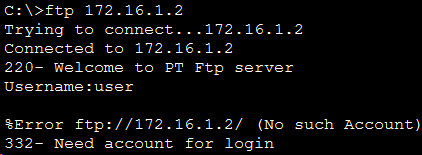 C:\>ftp 172.16.1.2
Trying to connect...172.16.1.2
Connected to 172.16.1.2
220- Welcome to PT Ftp server
Username:user
%Error ftp://172.16.1.2/ (No such Account)
332- Need account for login